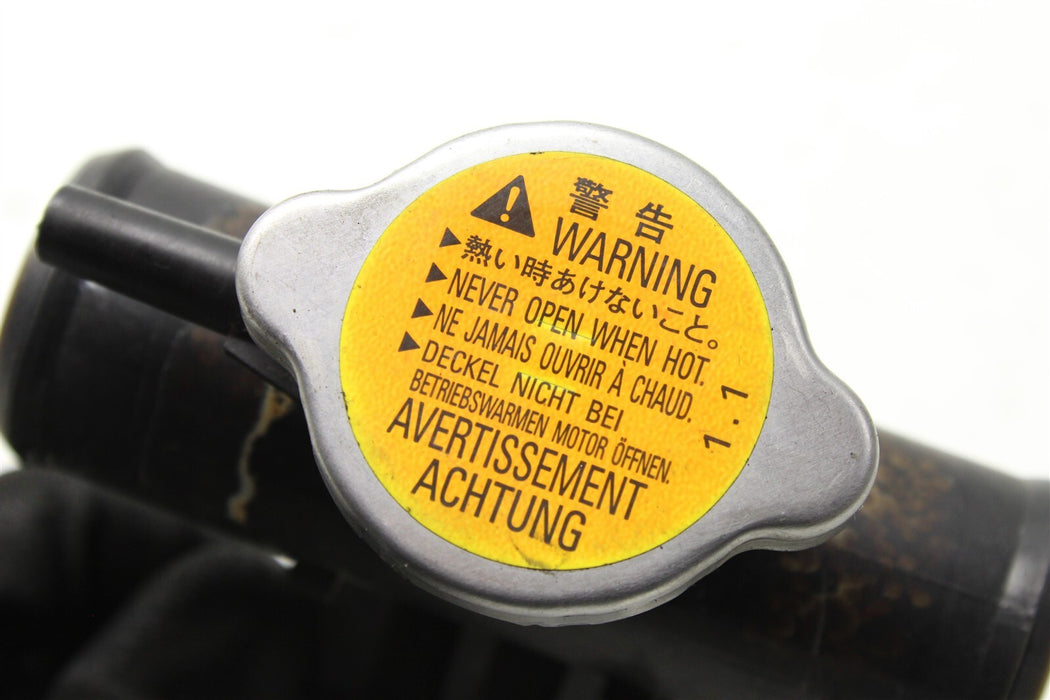 警告
WARNING
▶熱い時あけないこと。
▶NEVER OPEN WHEN HOT.
▶NE JAMAIS OUVRIR À CHAUD.
▶DECKEL NICHT BEI
BETRIEBSWARMEN MOTOR ÖFFNEN.
AVERTISSEMENT
ACHTUNG
1.1